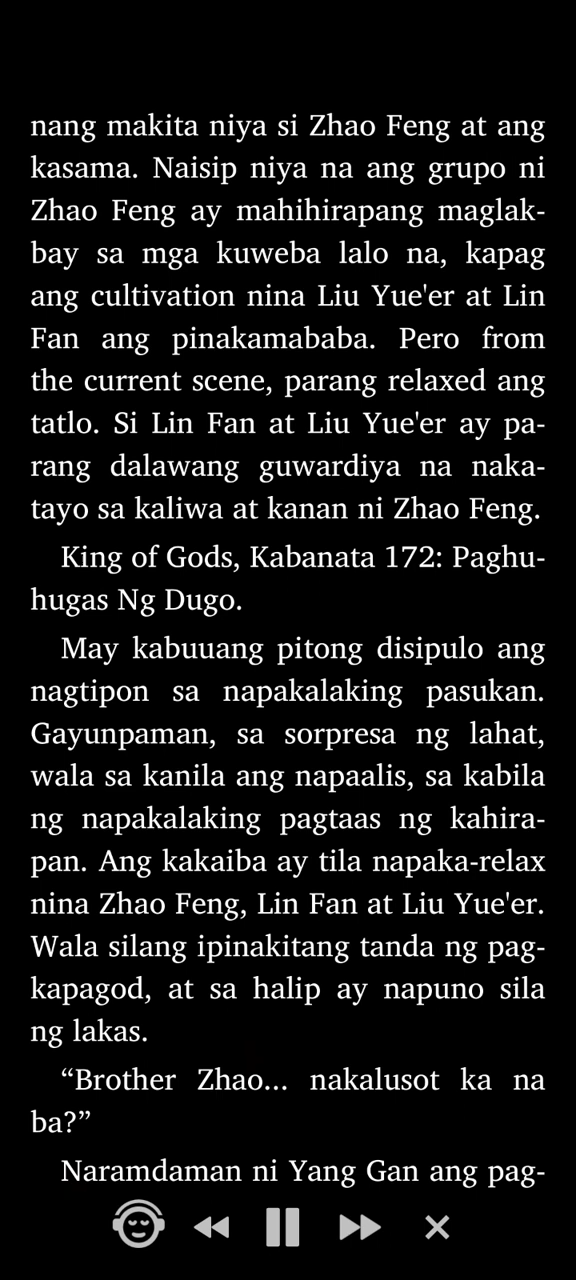 nang makita niya si Zhao Feng at ang
kasama. Naisip niya na ang grupo ni
Zhao Feng ay mahihirapang maglak-
bay sa mga kuweba lalo na, kapag
ang cultivation nina Liu Yue'er at Lin
Fan ang pinakamababa. Pero from
the current scene, parang relaxed ang
tatlo. Si Lin Fan at Liu Yue'er ay pa-
rang dalawang guwardiya na naka-
tayo sa kaliwa at kanan ni Zhao Feng.
King of Gods, Kabanata 172: Paghu-
hugas Ng Dugo.
May kabuuang pitong disipulo ang
nagtipon sa napakalaking pasukan.
Gayunpaman, sa sorpresa ng lahat,
wala sa kanila ang napaalis, sa kabila
ng napakalaking pagtaas ng kahira-
pan. Ang kakaiba ay tila napaka-relax
nina Zhao Feng, Lin Fan at Liu Yue'er.
Wala silang ipinakitang tanda ng pag-
kapagod, at sa halip ay napuno sila
ng lakas.
“Brother Zhao... nakalusot ka na
ba?”
Naramdaman ni Yang Gan ang pag-